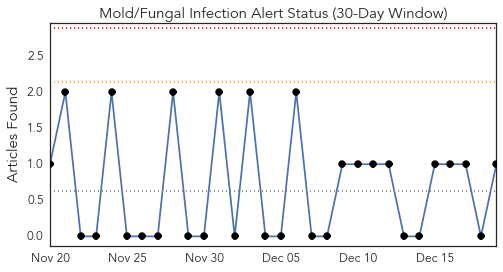 Mold/Fungal Infection Alert Status (30-Day Window)
Articles Found
2.5
2.0
1.5
1.0
0.5
0.0
Nov 20 Nov 25 Nov 30 Dec 05 Dec 10 Dec 15